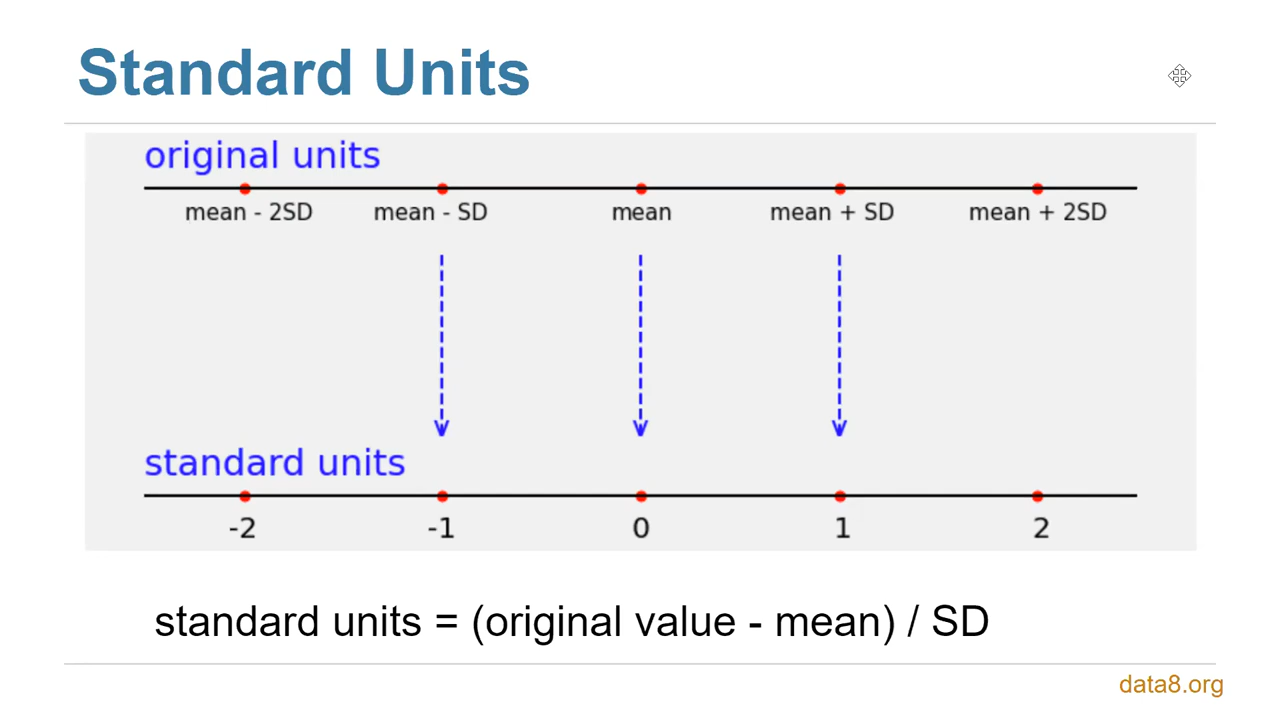 Standard Units
original units
mean - 2SD mean - SD mean mean + SD mean + 2SD
standard units
-2 -1 0 1 2
standard units = (original value - mean) / SD
data8.org